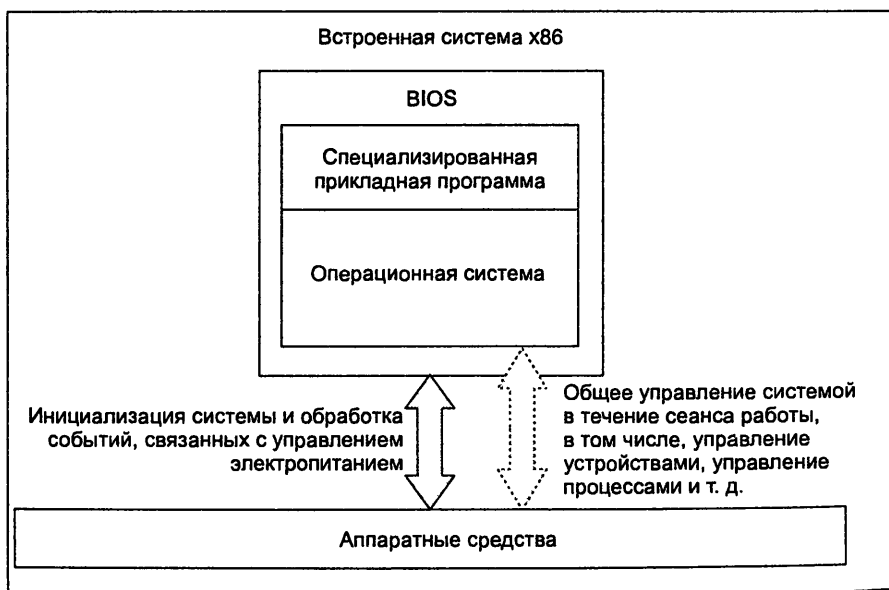 Встроенная система x86
BIOS
Специализированная
прикладная программа
Операционная система
Инициализация системы и обработка
событий, связанных с управлением
электропитанием
Общее управление системой
в течение сеанса работы,
в том числе, управление
устройствами, управление
процессами и т. д.
Аппаратные средства